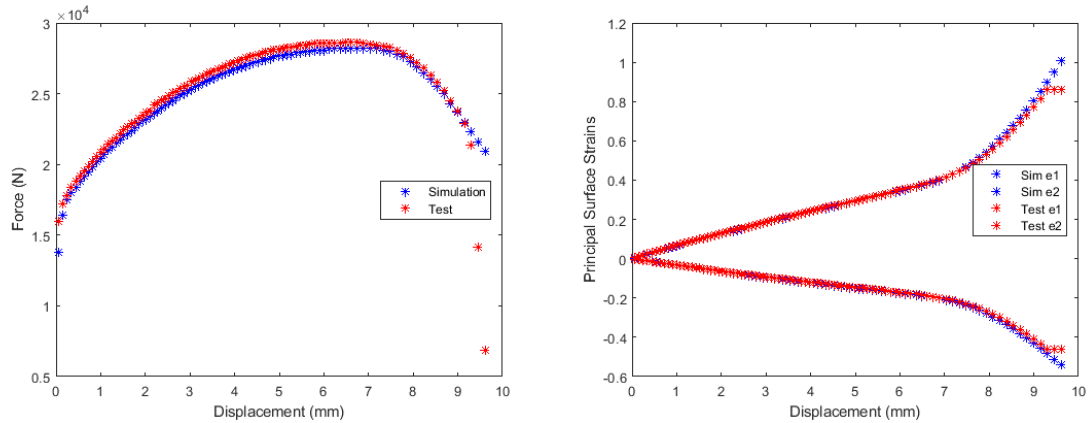 ×10⁴
3
2.5
2
1.5
1
0.5
0 1 2 3 4 5 6 7 8 9 10
Force (N)
Displacement (mm)
Simulation
Test
1.2
1
0.8
0.6
0.4
0.2
0
-0.2
-0.4
-0.6
0 1 2 3 4 5 6 7 8 9 10
Principal Surface Strains
Displacement (mm)
Sim e1
Sim e2
Test e1
Test e2